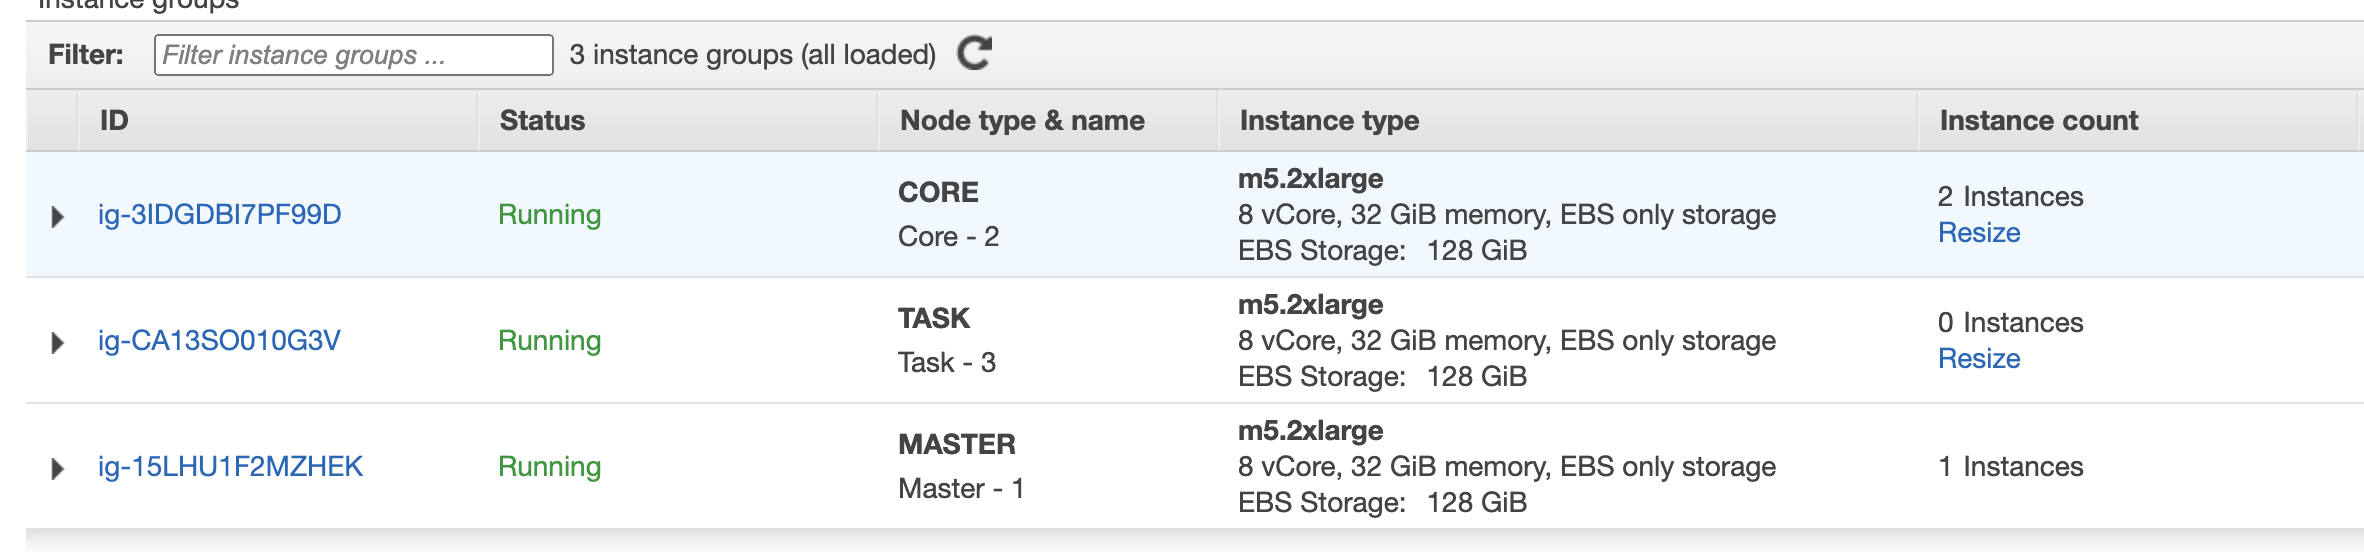 Instance groups
Filter: Filter instance groups ... 3 instance groups (all loaded)
ID Status Node type & name Instance type Instance count
ig-3IDGDBI7PF99D Running CORE Core - 2 m5.2xlarge 8 vCore, 32 GiB memory, EBS only storage EBS Storage: 128 GiB 2 Instances Resize
ig-CA13SO010G3V Running TASK Task - 3 m5.2xlarge 8 vCore, 32 GiB memory, EBS only storage EBS Storage: 128 GiB 0 Instances Resize
ig-15LHU1F2MZHEK Running MASTER Master - 1 m5.2xlarge 8 vCore, 32 GiB memory, EBS only storage EBS Storage: 128 GiB 1 Instances